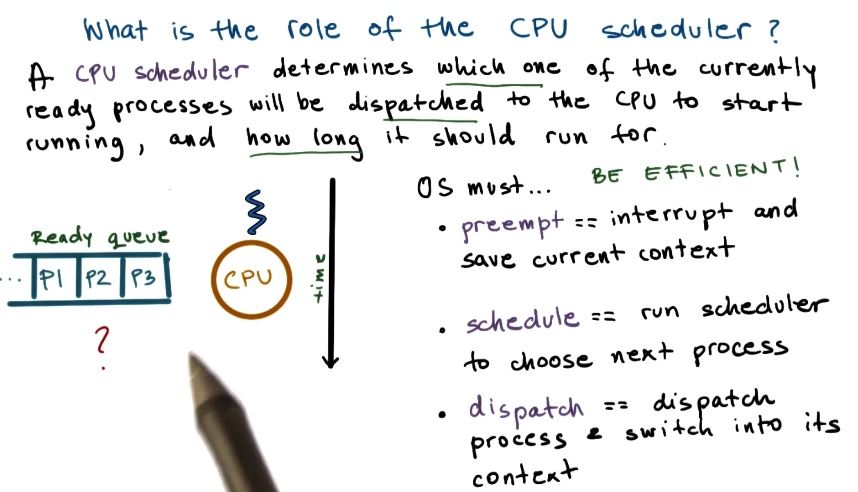 What is the role of the CPU scheduler?
A CPU scheduler determines which one of the currently
ready processes will be dispatched to the CPU to start
running, and how long it should run for.
OS must... BE EFFICIENT!
• preempt == interrupt and
save current context
• schedule == run scheduler
to choose next process
• dispatch == dispatch
process & switch into its
context
Ready queue
... P1 P2 P3
?
CPU
time